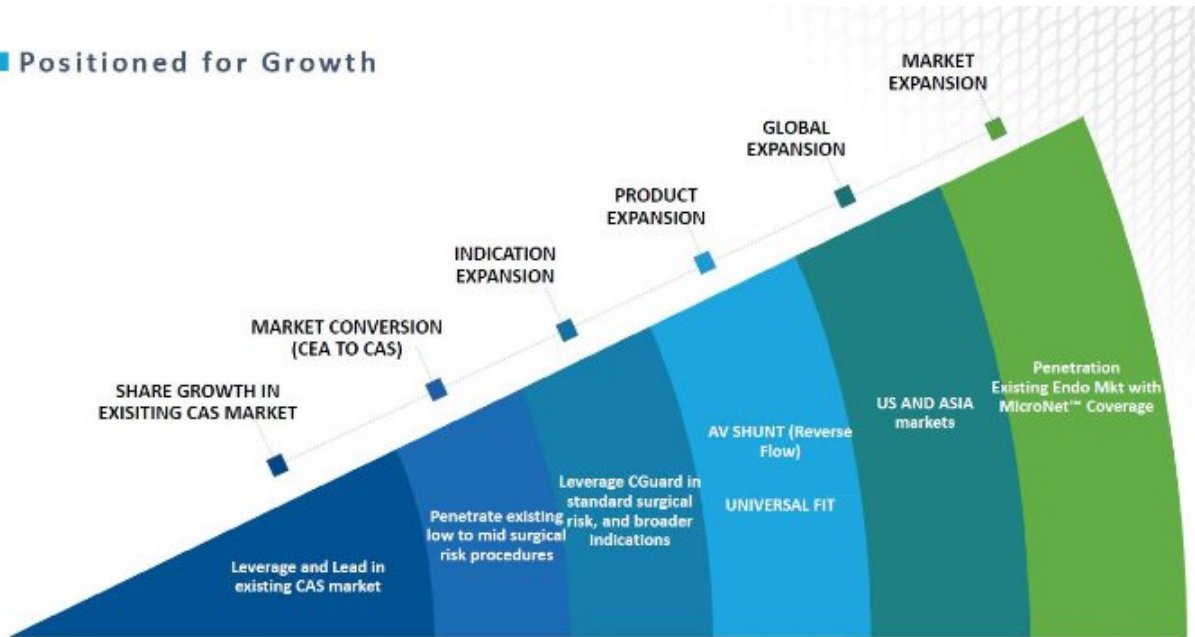 Positioned for Growth
MARKET
EXPANSION
GLOBAL
EXPANSION
PRODUCT
EXPANSION
INDICATION
EXPANSION
MARKET CONVERSION
(CEA TO CAS)
SHARE GROWTH IN
EXISITING CAS MARKET
Leverage and Lead in
existing CAS market
Penetrate existing
low to mid surgical
risk procedures
Leverage CGuard in
standard surgical
risk, and broader
indications
AV SHUNT (Reverse
Flow)
UNIVERSAL FIT
US AND ASIA
markets
Penetration
Existing Endo Mkt with
MicroNet™ Coverage